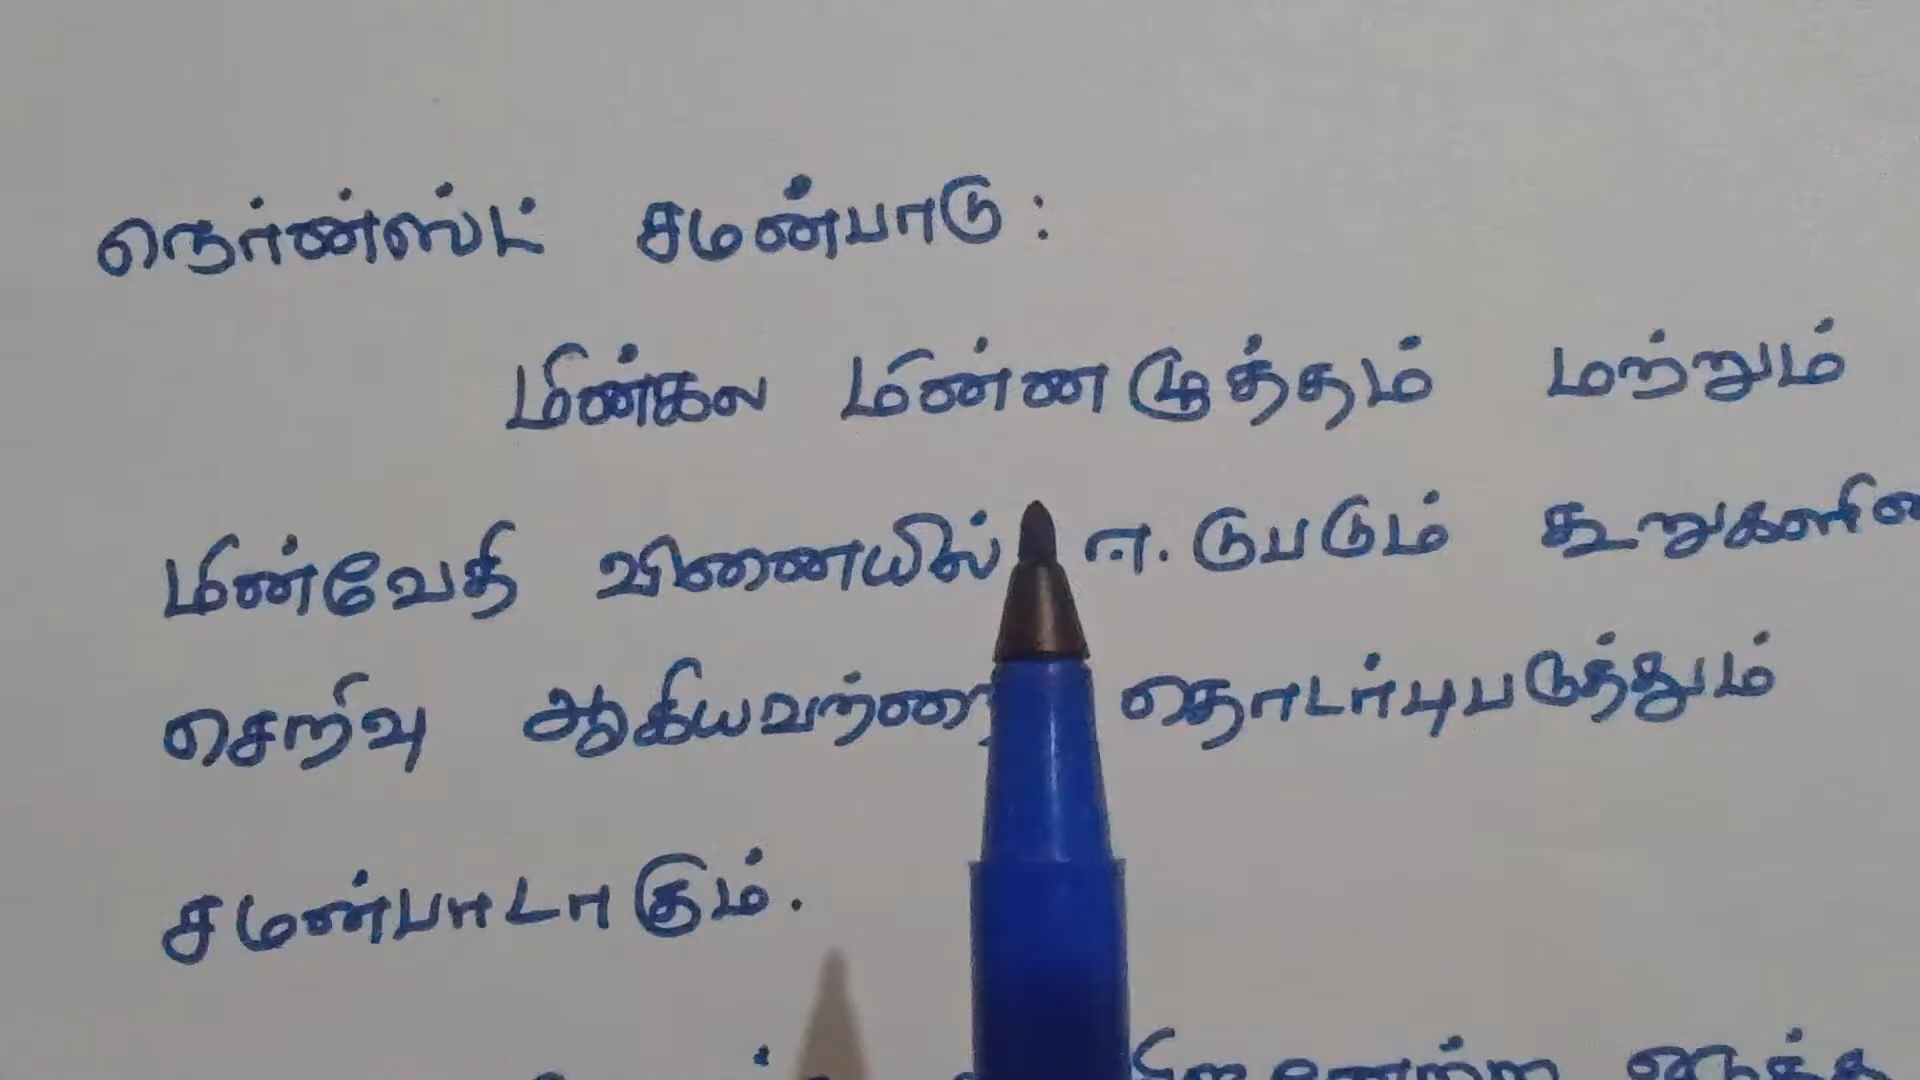 நெர்ண்ஸ்ட் சமன்பாடு :
மின்கல மின்னழுத்தம் மற்றும்
மின்வேதி வினையில் ஈடுபடும் கூறுகளின்
செறிவு ஆகியவற்றை தொடர்புபடுத்தும்
சமன்பாடாகும்.